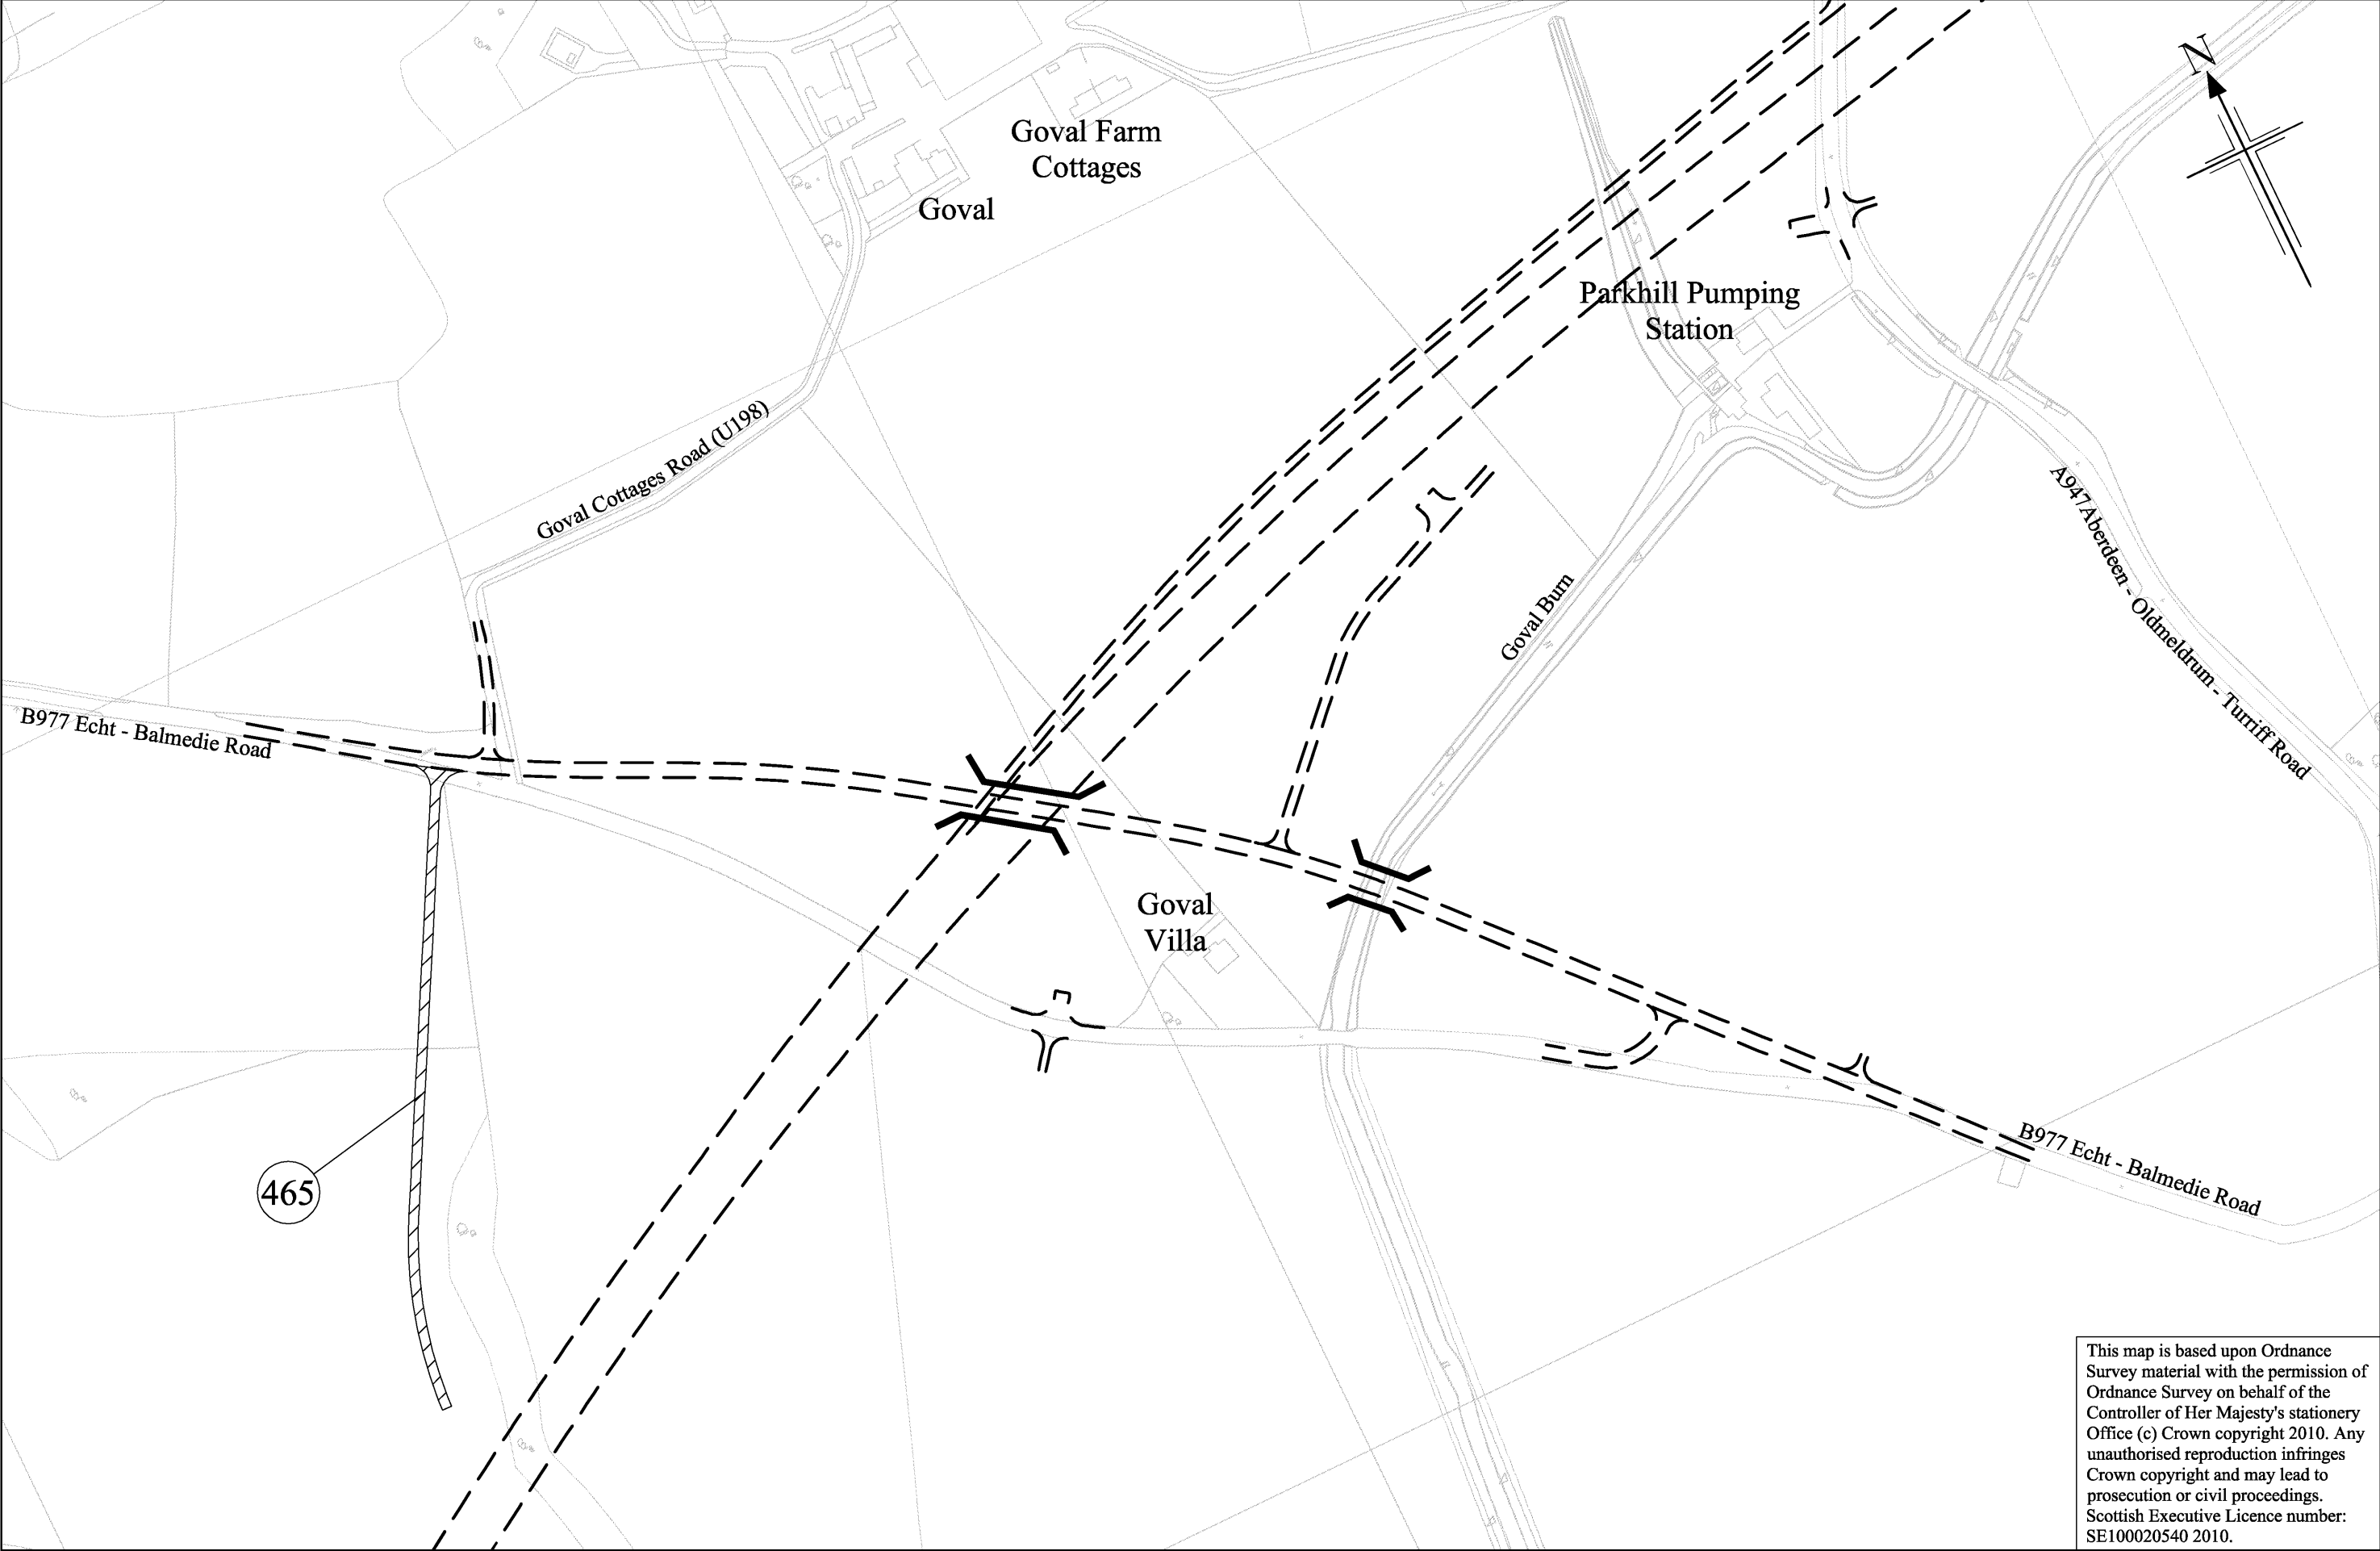 N
Goval Farm
Cottages
Goval
Parkhill Pumping
Station
Goval Cottages Road (U198)
A947 Aberdeen - Oldmeldrum - Turriff Road
Goval Burn
B977 Echt - Balmedie Road
Goval
Villa
B977 Echt - Balmedie Road
465
This map is based upon Ordnance
Survey material with the permission of
Ordnance Survey on behalf of the
Controller of Her Majesty's stationery
Office (c) Crown copyright 2010. Any
unauthorised reproduction infringes
Crown copyright and may lead to
prosecution or civil proceedings.
Scottish Executive Licence number:
SE100020540 2010.